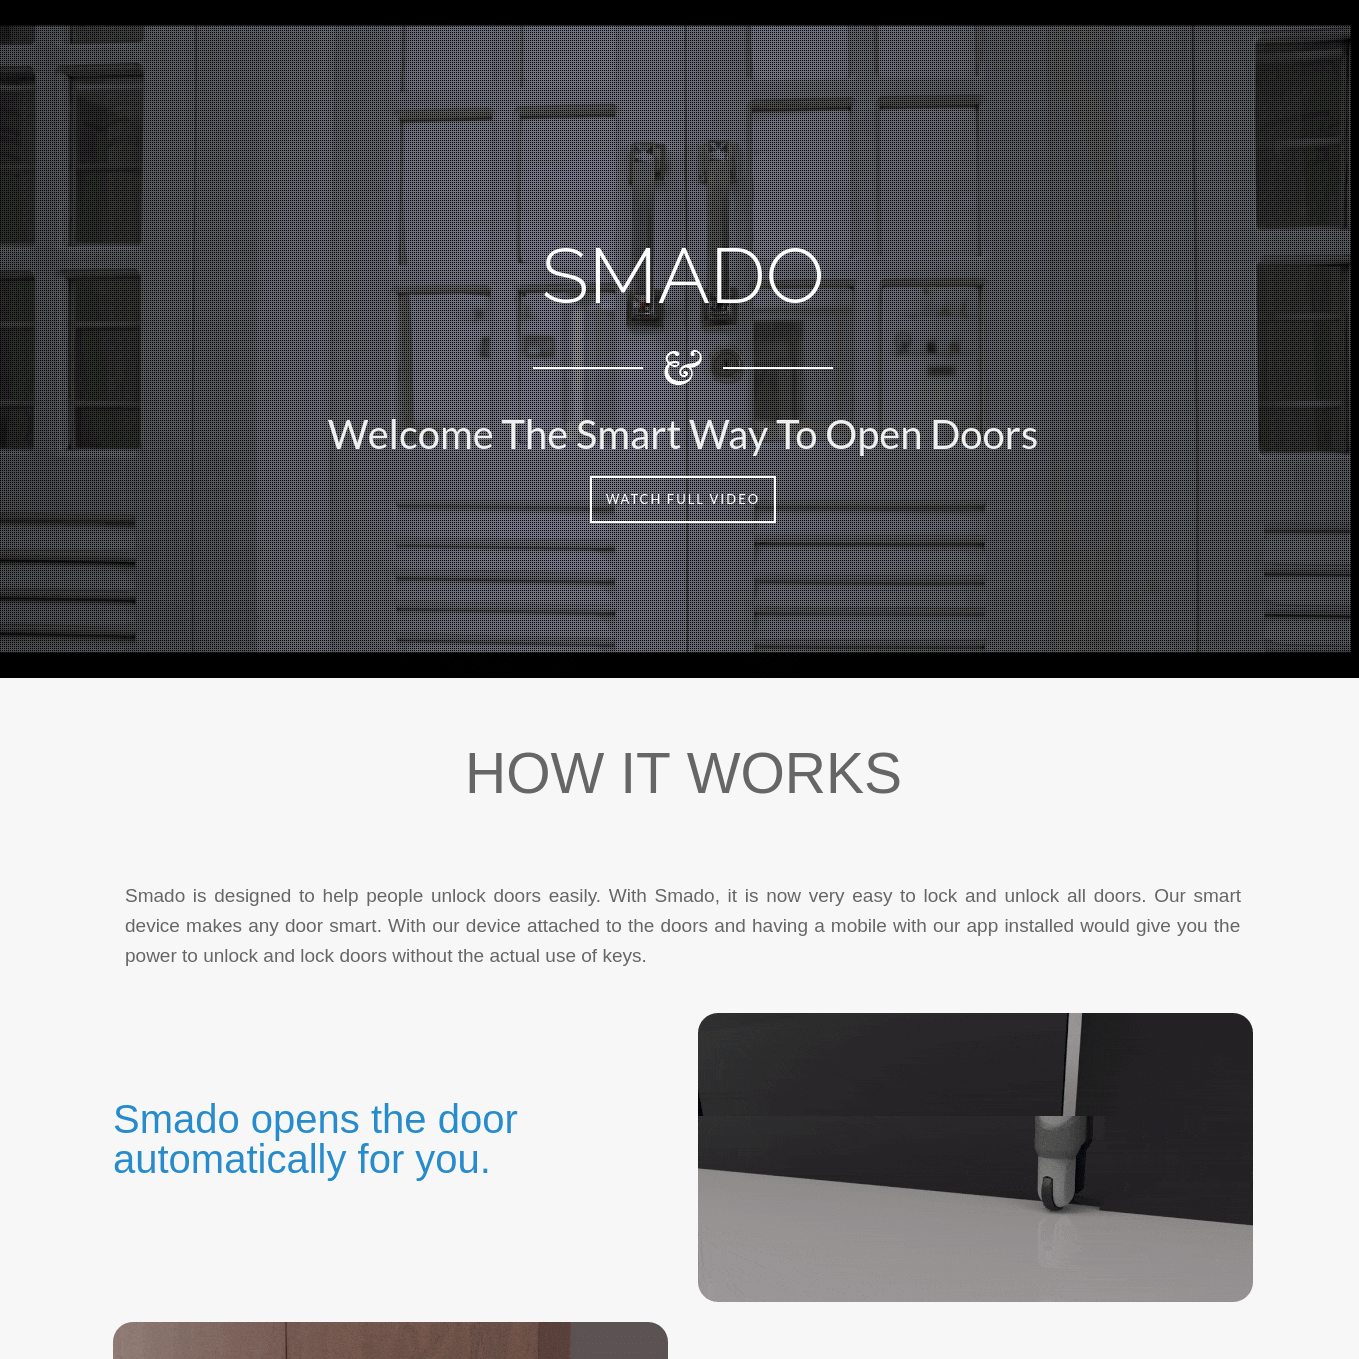 SMADO
&
Welcome The Smart Way To Open Doors
WATCH FULL VIDEO
HOW IT WORKS
Smado is designed to help people unlock doors easily. With Smado, it is now very easy to lock and unlock all doors. Our smart
device makes any door smart. With our device attached to the doors and having a mobile with our app installed would give you the
power to unlock and lock doors without the actual use of keys.
Smado opens the door
automatically for you.